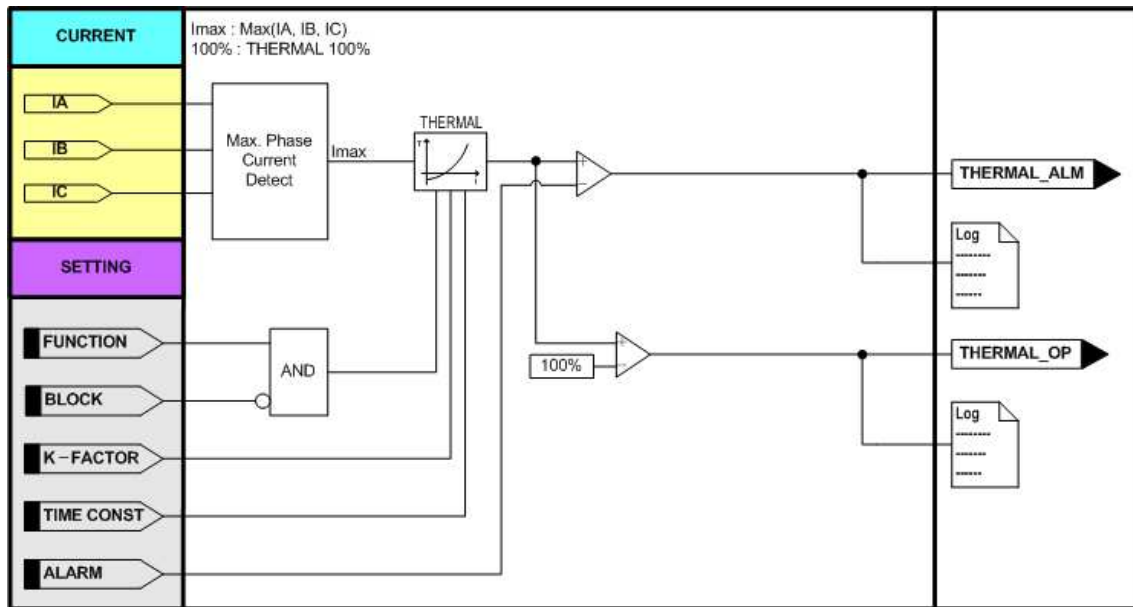 CURRENT
Imax : Max(IA, IB, IC)
100% : THERMAL 100%
IA
IB
IC
Max. Phase
Current
Detect
Imax
THERMAL
T
I
+
−
THERMAL_ALM
Log
SETTING
FUNCTION
BLOCK
K-FACTOR
TIME CONST
ALARM
AND
100%
+
−
THERMAL_OP
Log